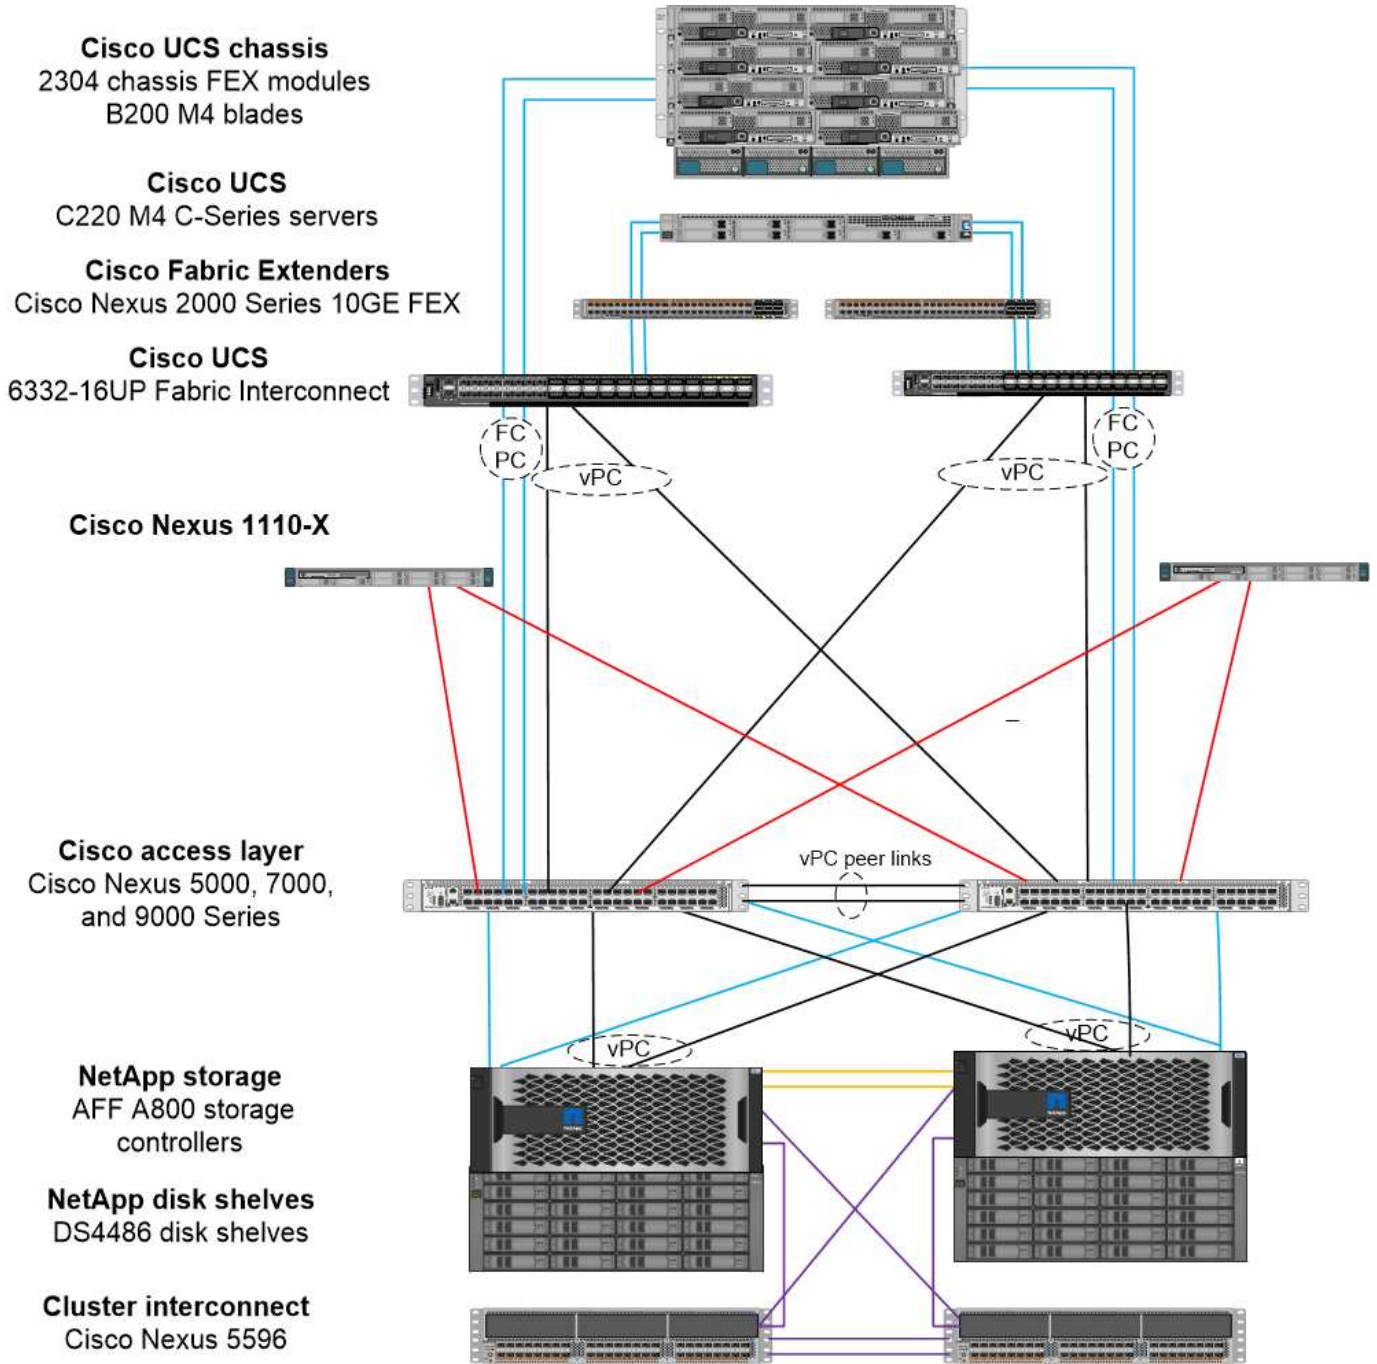 Cisco UCS chassis
2304 chassis FEX modules
B200 M4 blades
Cisco UCS
C220 M4 C-Series servers
Cisco Fabric Extenders
Cisco Nexus 2000 Series 10GE FEX
Cisco UCS
6332-16UP Fabric Interconnect
FC
PC
vPC
FC
PC
vPC
Cisco Nexus 1110-X
Cisco access layer
Cisco Nexus 5000, 7000,
and 9000 Series
vPC peer links
vPC
vPC
NetApp storage
AFF A800 storage
controllers
NetApp disk shelves
DS4486 disk shelves
Cluster interconnect
Cisco Nexus 5596